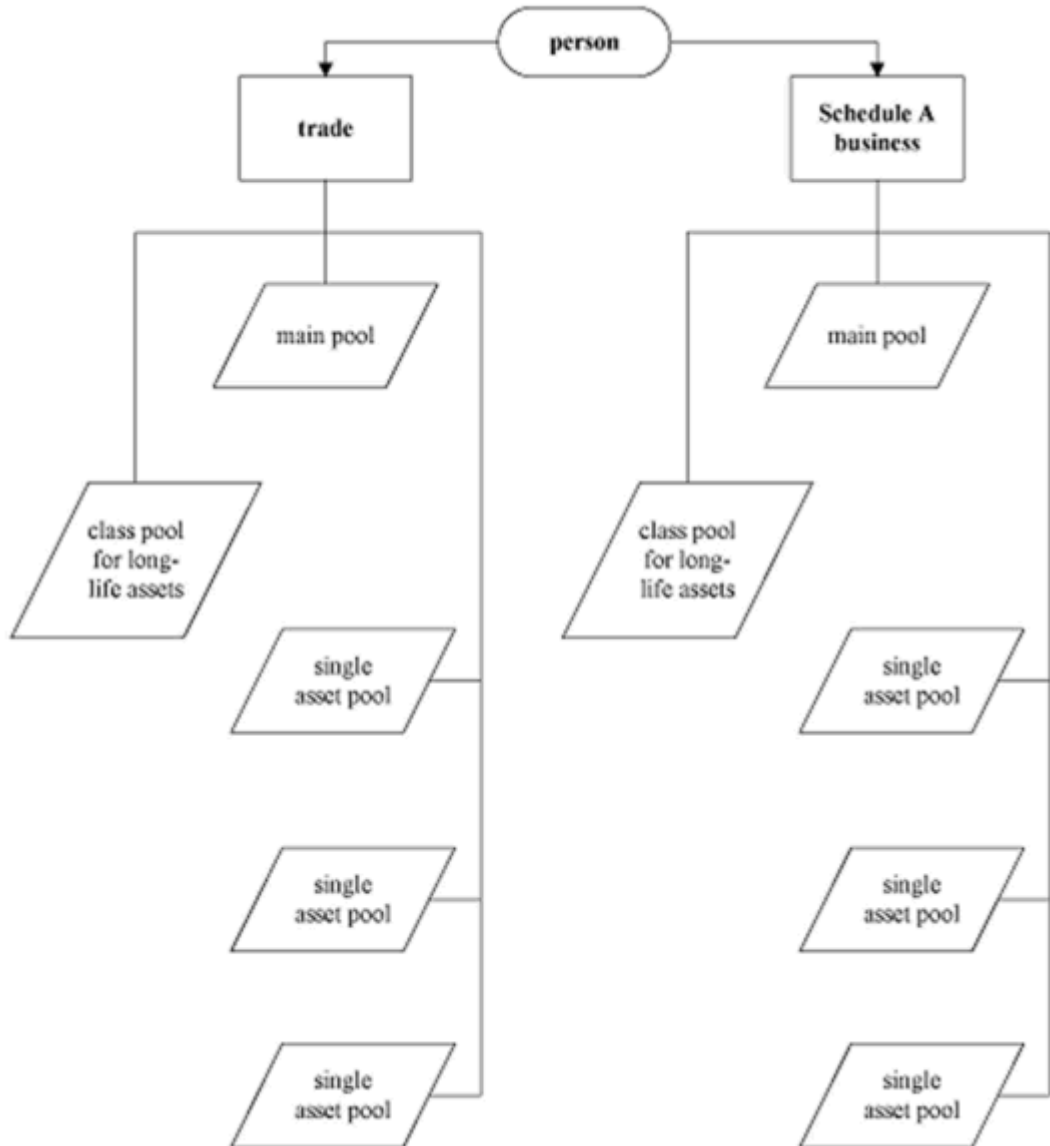 person
trade
Schedule A
business
main pool
main pool
class pool
for long-
life assets
class pool
for long-
life assets
single
asset pool
single
asset pool
single
asset pool
single
asset pool
single
asset pool
single
asset pool